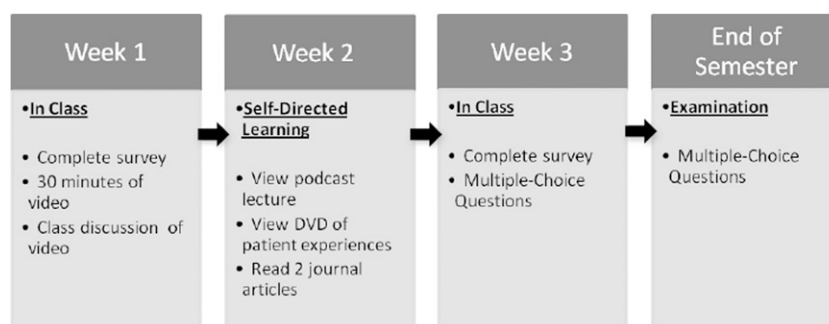 Week 1
•In Class
• Complete survey
• 30 minutes of
video
• Class discussion of
video
Week 2
•Self-Directed
Learning
• View podcast
lecture
• View DVD of
patient experiences
• Read 2 journal
articles
Week 3
•In Class
• Complete survey
• Multiple-Choice
Questions
End of
Semester
•Examination
• Multiple-Choice
Questions